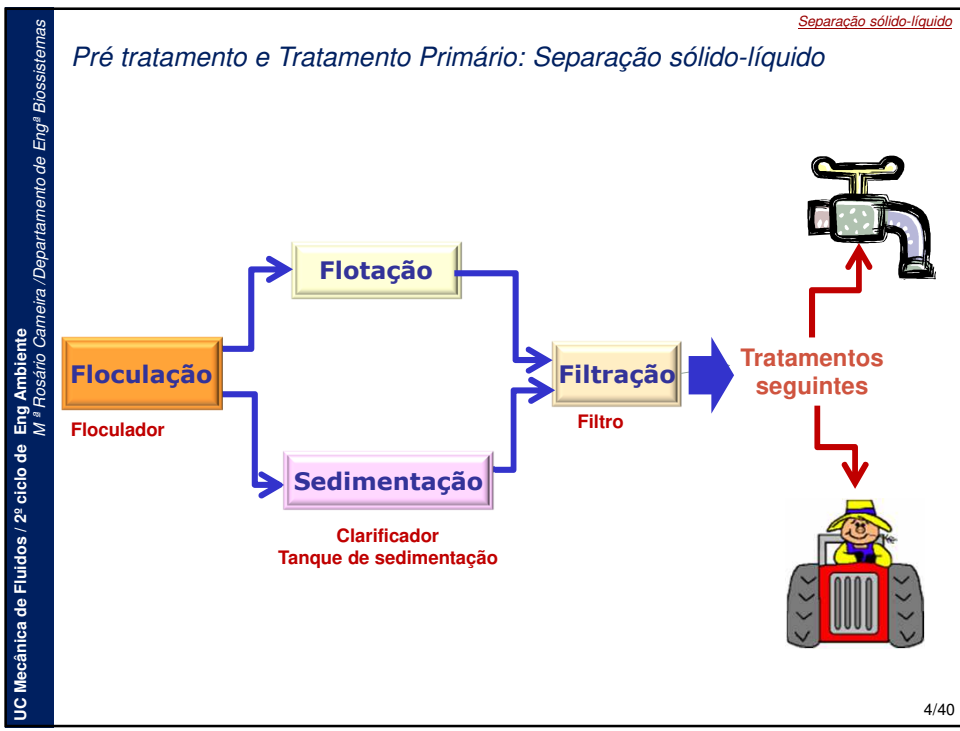 Separação sólido-líquido
Pré tratamento e Tratamento Primário: Separação sólido-líquido
UC Mecânica de Fluidos / 2º ciclo de Eng Ambiente
Mª Rosário Cameira /Departamento de Engª Biossistemas
Flotação
Floculação
Floculador
Filtração
Filtro
Tratamentos
seguintes
Sedimentação
Clarificador
Tanque de sedimentação
4/40